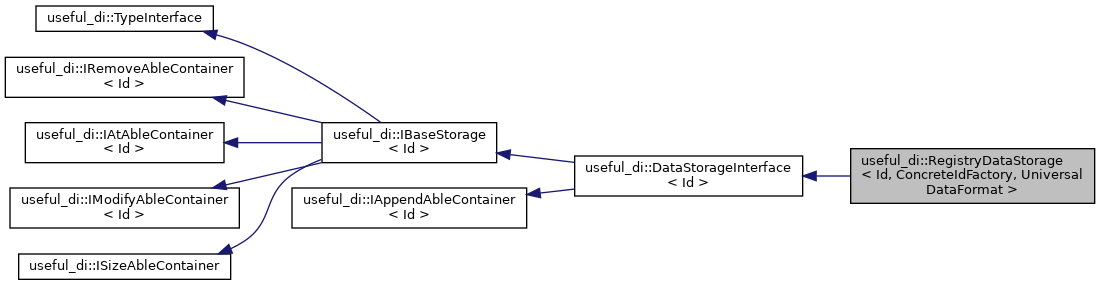 useful_di::TypeInterface
useful_di::IRemoveAbleContainer
< Id >
useful_di::IAtAbleContainer
< Id >
useful_di::IModifyAbleContainer
< Id >
useful_di::ISizeAbleContainer
useful_di::IBaseStorage
< Id >
useful_di::IAppendAbleContainer
< Id >
useful_di::DataStorageInterface
< Id >
useful_di::RegistryDataStorage
< Id, ConcreteIdFactory, Universal
DataFormat >